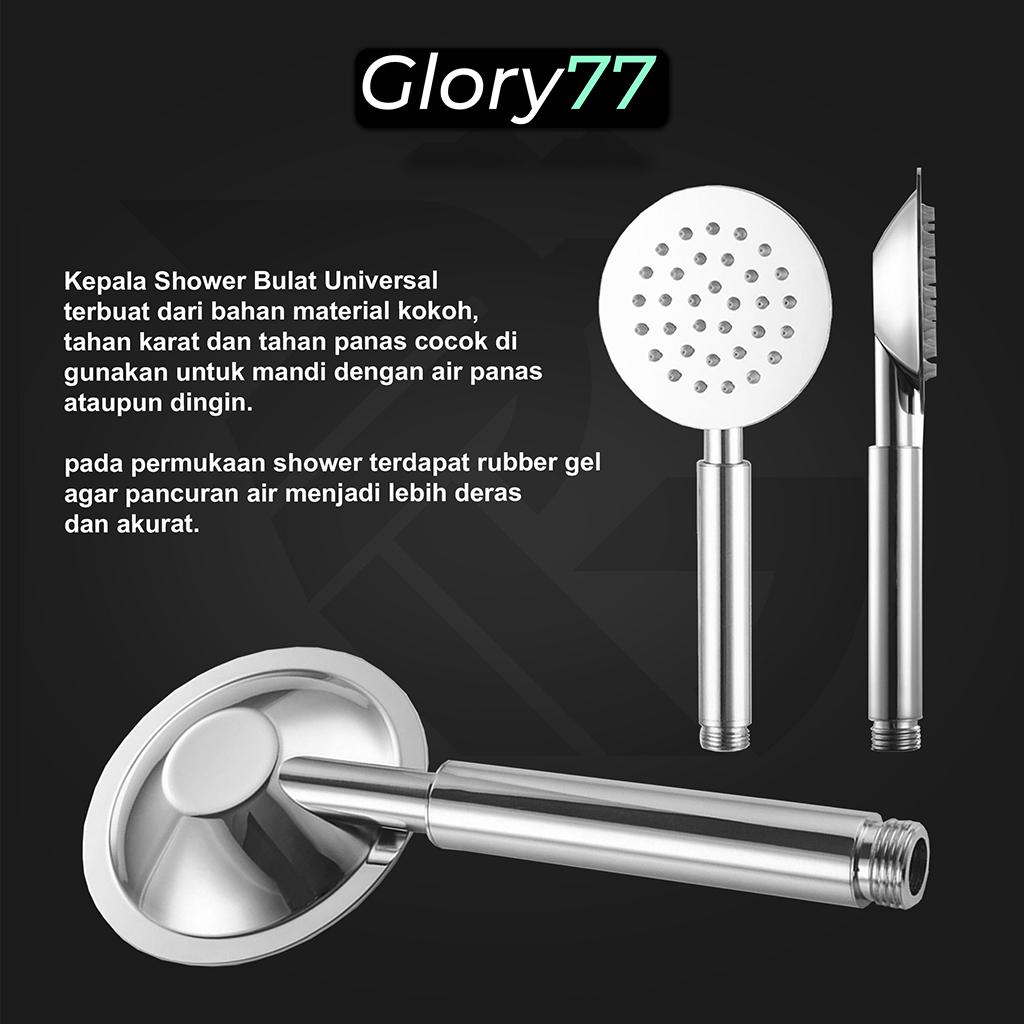 Glory77
Kepala Shower Bulat Universal
terbuat dari bahan material kokoh,
tahan karat dan tahan panas cocok di
gunakan untuk mandi dengan air panas
ataupun dingin.
pada permukaan shower terdapat rubber gel
agar pancuran air menjadi lebih deras
dan akurat.